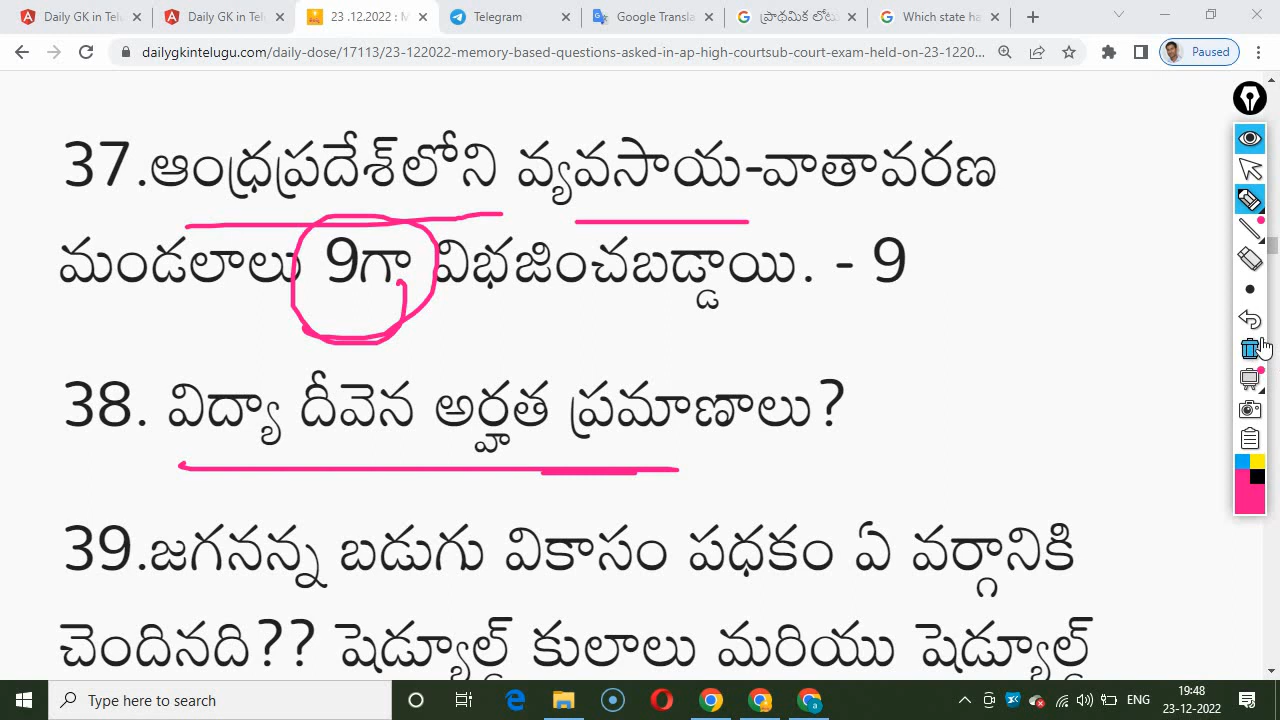 Daily GK in Telu
Daily GK in Telu
23 .12.2022 : M
Telegram
Google Transla
ప్రాథమిక లోటు
Which state ha
dailygkintelugu.com/daily-dose/17113/23-122022-memory-based-questions-asked-in-ap-high-courtsub-court-exam-held-on-23-1220...
Paused
37.ఆంధ్రప్రదేశ్‌లోని వ్యవసాయ-వాతావరణ
మండలాలు 9గా విభజించబడ్డాయి. - 9
38. విద్యా దీవెన అర్హత ప్రమాణాలు?
39.జగనన్న బడుగు వికాసం పధకం ఏ వర్గానికి
చెందినది?? షెడ్యూల్డ్ కులాలు మరియు షెడ్యూల్డ్
Type here to search
ENG
19:48
23-12-2022